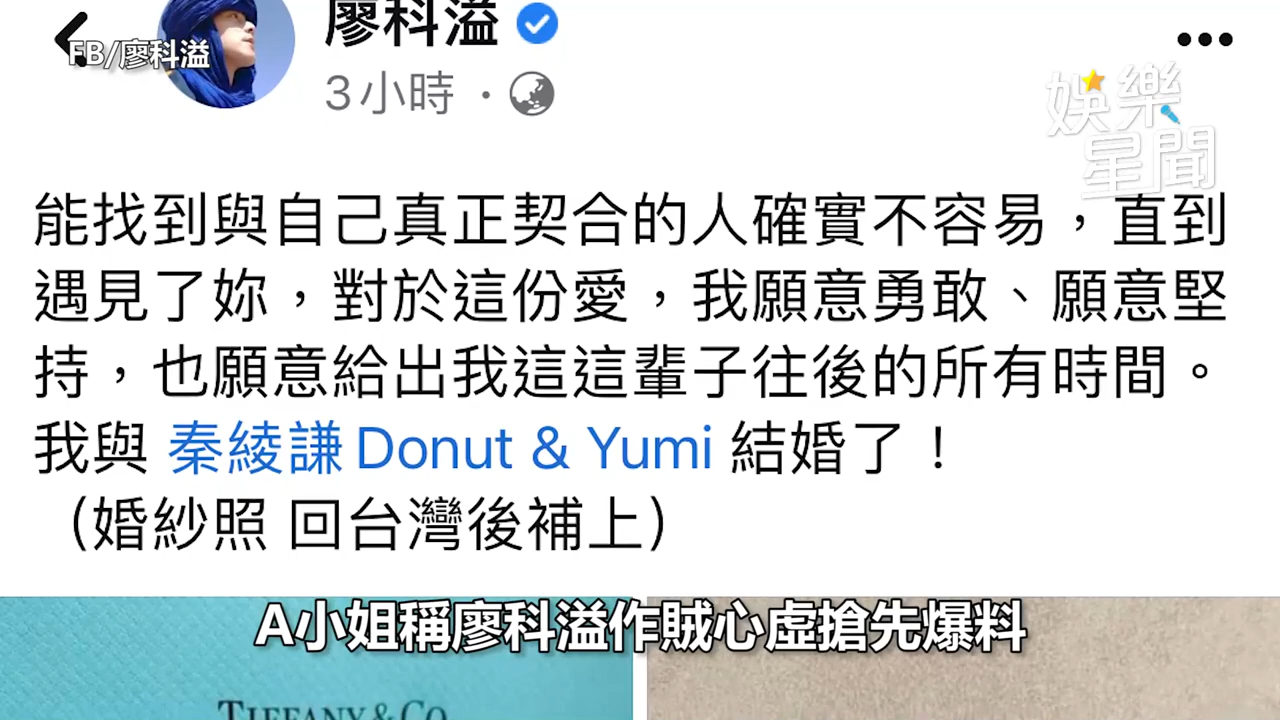 廖科溢
FB/廖科溢
3小時 ·
娛樂
星聞
能找到與自己真正契合的人確實不容易，直到
遇見了妳，對於這份愛，我願意勇敢、願意堅
持，也願意給出我這這輩子往後的所有時間。
我與 秦綾謙 Donut & Yumi 結婚了！
（婚紗照 回台灣後補上）
A小姐稱廖科溢作賊心虛搶先爆料
TIFFANY & CO.